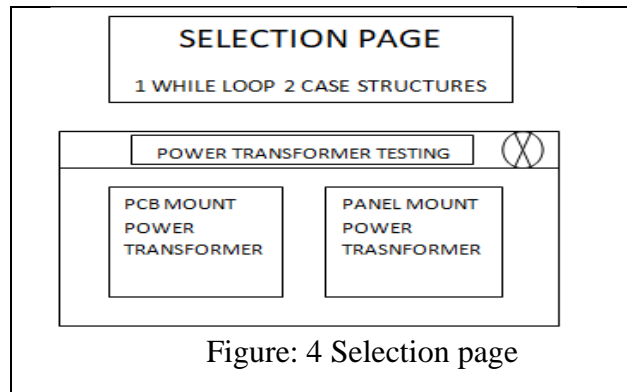 SELECTION PAGE
1 WHILE LOOP 2 CASE STRUCTURES
POWER TRANSFORMER TESTING
PCB MOUNT
POWER
TRANSFORMER
PANEL MOUNT
POWER
TRASNFORMER
Figure: 4 Selection page